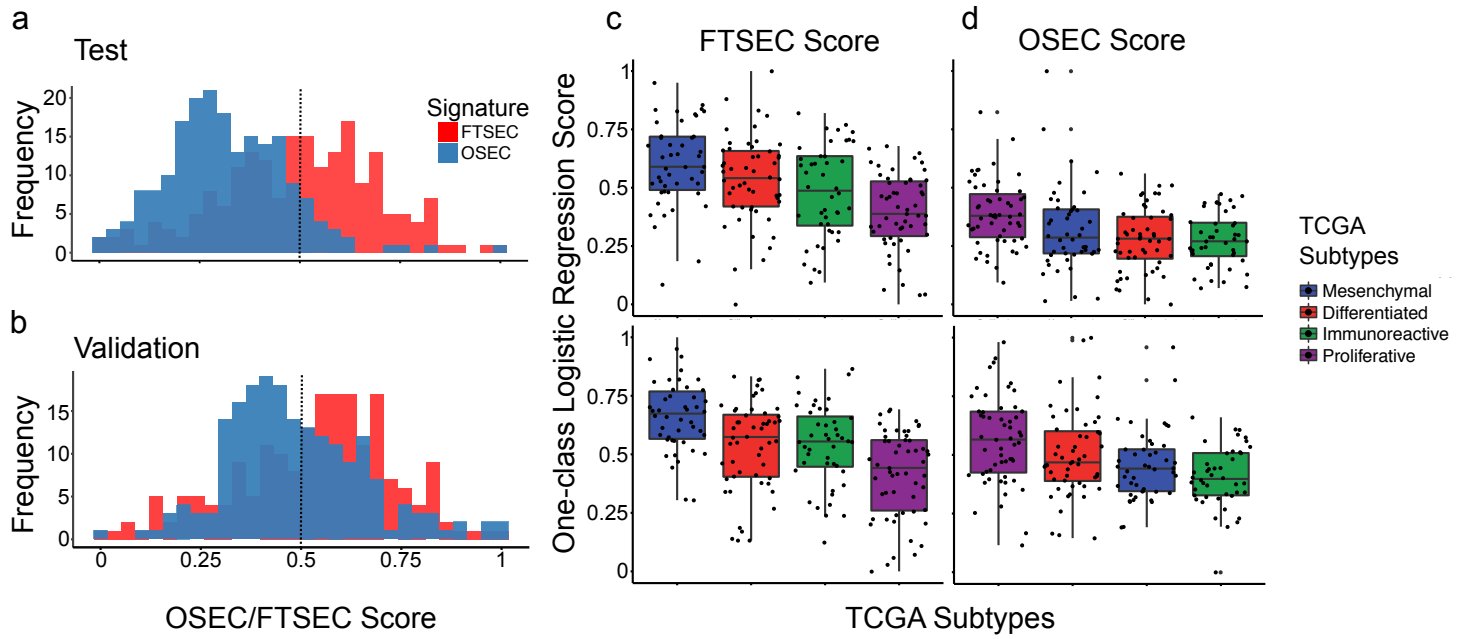 a
Test
Frequency
20
15
10
5
0
Signature
FTSEC
OSEC
b
Validation
Frequency
15
10
5
0
0
0.25
0.5
0.75
1
OSEC/FTSEC Score
c
FTSEC Score
d
OSEC Score
One-class Logistic Regression Score
1
0.75
0.5
0.25
0
1
0.75
0.5
0.25
0
TCGA Subtypes
TCGA
Subtypes
Mesenchymal
Differentiated
Immunoreactive
Proliferative